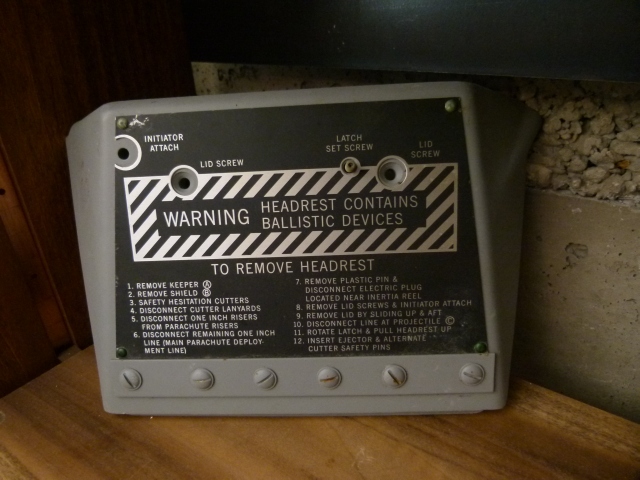 INITIATOR
ATTACH
LID SCREW
LATCH
SET SCREW
LID
SCREW
WARNING
HEADREST CONTAINS
BALLISTIC DEVICES
TO REMOVE HEADREST
1. REMOVE KEEPER Ⓐ
2. REMOVE SHIELD Ⓑ
3. SAFETY HESITATION CUTTERS
4. DISCONNECT CUTTER LANYARDS
5. DISCONNECT ONE INCH RISERS
FROM PARACHUTE RISERS
6. DISCONNECT REMAINING ONE INCH
LINE (MAIN PARACHUTE DEPLOY-
MENT LINE)
7. REMOVE PLASTIC PIN &
DISCONNECT ELECTRIC PLUG
LOCATED NEAR INERTIA REEL
8. REMOVE LID SCREWS & INITIATOR ATTACH
9. REMOVE LID BY SLIDING UP & AFT
10. DISCONNECT LINE AT PROJECTILE Ⓒ
11. ROTATE LATCH & PULL HEADREST UP
12. INSERT EJECTOR & ALTERNATE
CUTTER SAFETY PINS